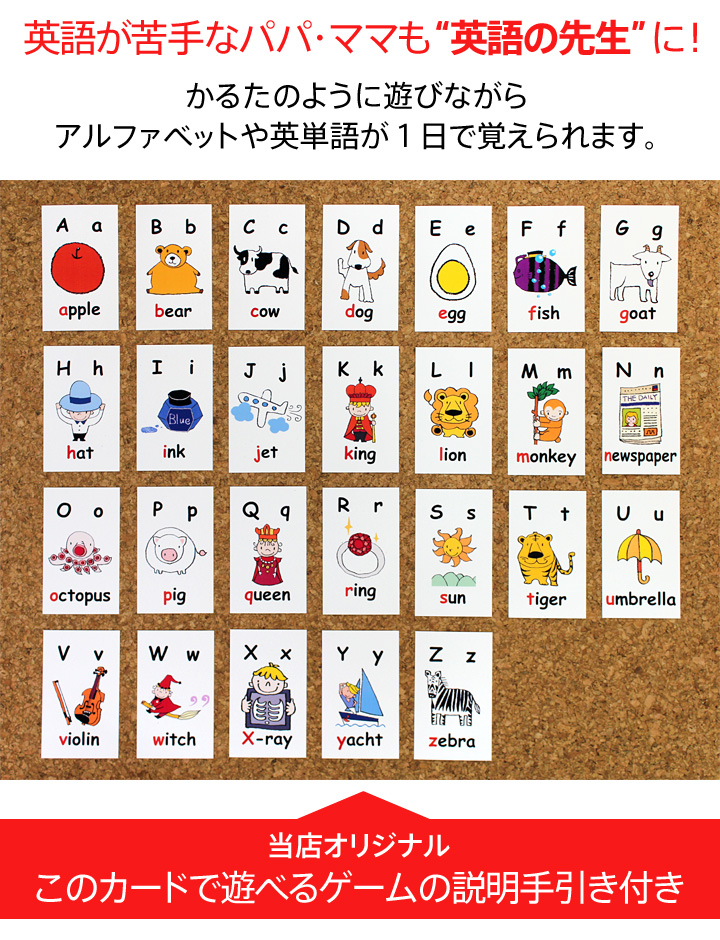 英語が苦手なパパ・ママも“英語の先生”に!
かるたのように遊びながら
アルファベットや英単語が1日で覚えられます。
A a
apple
B b
bear
C c
cow
D d
dog
E e
egg
F f
fish
G g
goat
H h
hat
I i
Blue
ink
J j
jet
K k
king
L l
lion
M m
monkey
N n
THE DAILY
newspaper
O o
octopus
P p
pig
Q q
queen
R r
ring
S s
sun
T t
tiger
U u
umbrella
V v
violin
W w
witch
X x
X-ray
Y y
yacht
Z z
zebra
当店オリジナル
このカードで遊べるゲームの説明手引き付き